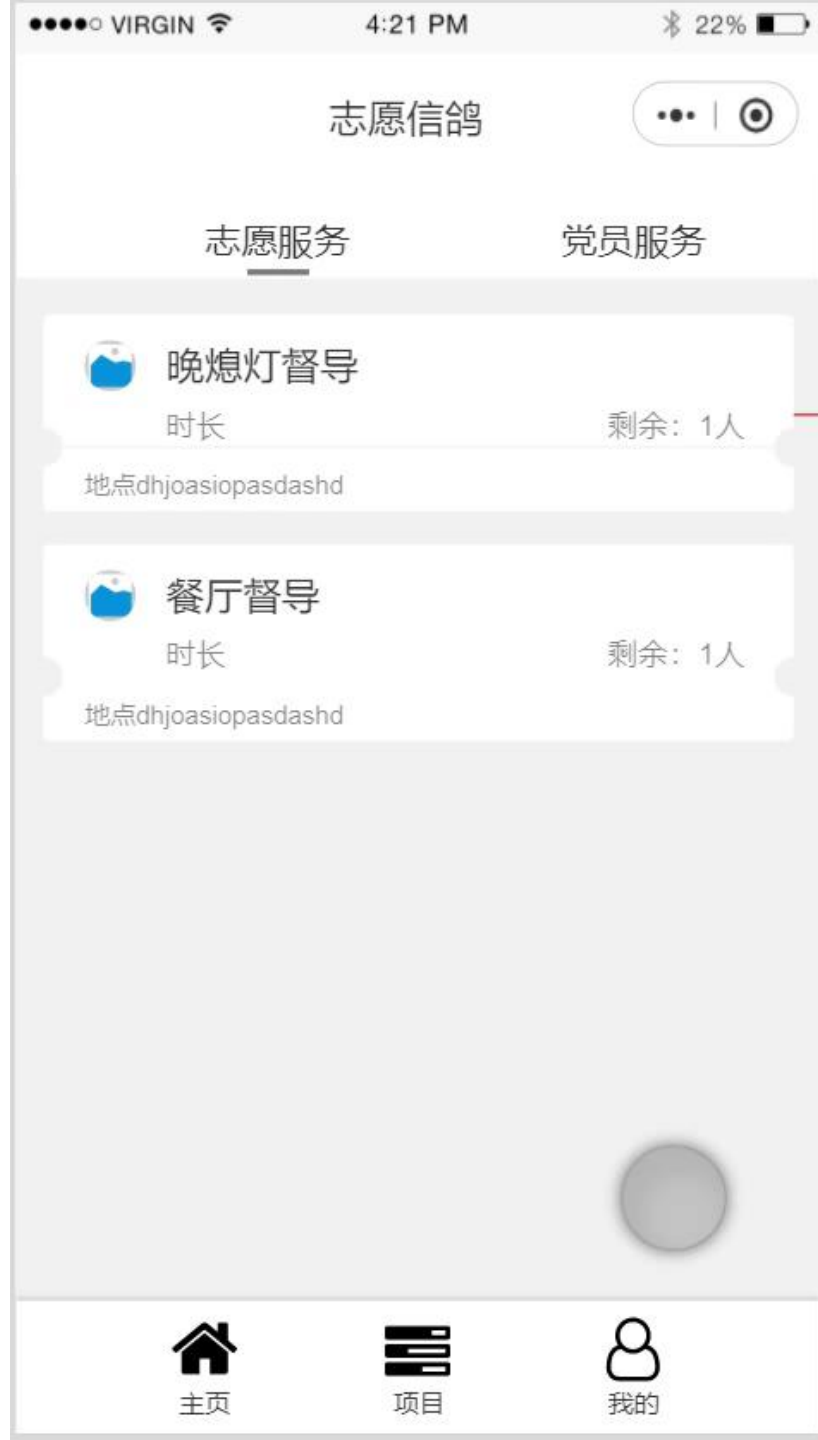 VIRGIN 4:21 PM 22%
志愿信鸽
志愿服务 党员服务
晚熄灯督导
时长 剩余：1人
地点dhjoasiopasdashd
餐厅督导
时长 剩余：1人
地点dhjoasiopasdashd
主页 项目 我的